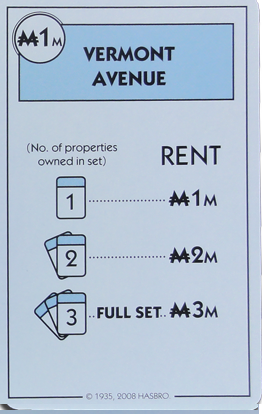 ₩1M
VERMONT
AVENUE
(No. of properties
owned in set)
RENT
1 ₩1M
2 ₩2M
3 ..FULL SET.. ₩3M
© 1935, 2008 HASBRO.